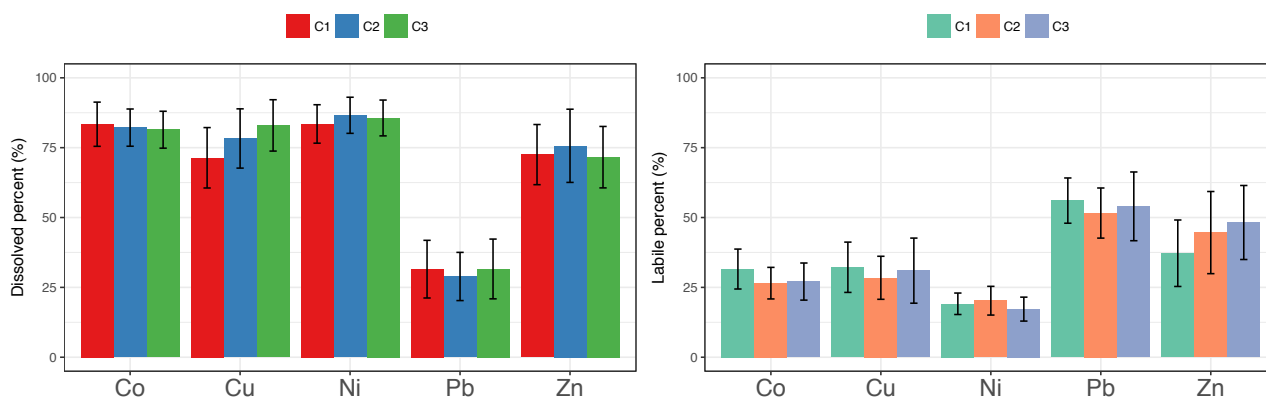 C1 C2 C3
Dissolved percent (%)
100
75
50
25
0
Co Cu Ni Pb Zn
C1 C2 C3
Labile percent (%)
100
75
50
25
0
Co Cu Ni Pb Zn